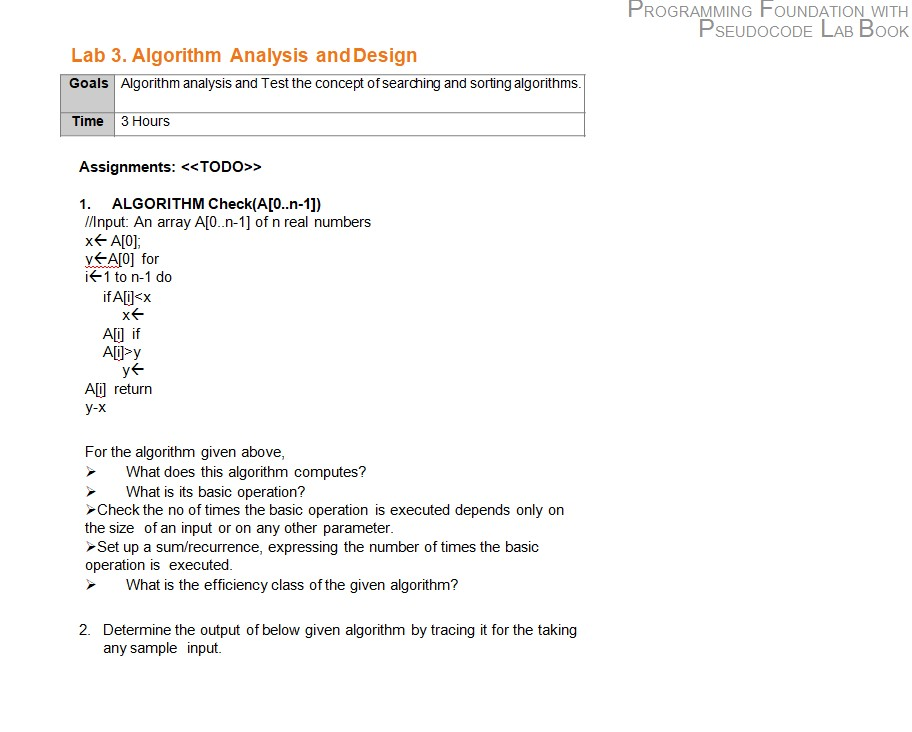 PROGRAMMING FOUNDATION WITH
PSEUDOCODE LAB BOOK
Lab 3. Algorithm Analysis and Design
Goals Algorithm analysis and Test the concept of searching and sorting algorithms.
Time 3 Hours
Assignments: <<TODO>>
1. ALGORITHM Check(A[0..n-1])
//Input: An array A[0..n-1] of n real numbers
x← A[0];
y←A[0] for
i←1 to n-1 do
if A[i]<x
x←
A[i] if
A[i]>y
y←
A[i] return
y-x
For the algorithm given above,
➢ What does this algorithm computes?
➢ What is its basic operation?
➢Check the no of times the basic operation is executed depends only on
the size of an input or on any other parameter.
➢Set up a sum/recurrence, expressing the number of times the basic
operation is executed.
➢ What is the efficiency class of the given algorithm?
2. Determine the output of below given algorithm by tracing it for the taking
any sample input.